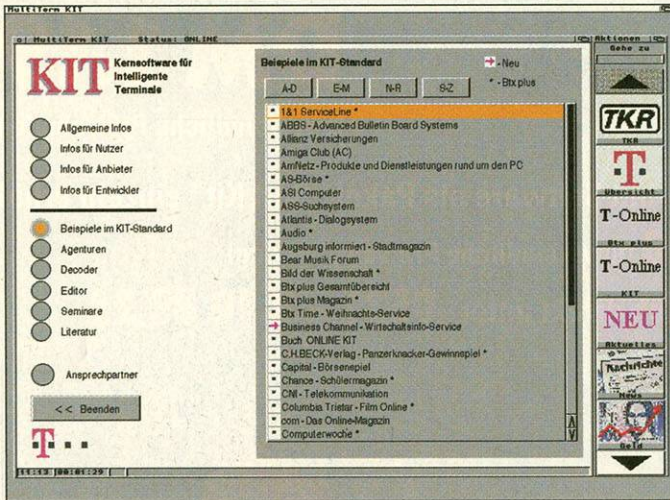 MultiTerm KIT
MultiTerm KIT Status: ONLINE
KIT
Kernsoftware für
Intelligente
Terminals
Allgemeine Infos
Infos für Nutzer
Infos für Anbieter
Infos für Entwickler
Beispiele im KIT-Standard
Agenturen
Decoder
Editor
Seminare
Literatur
Ansprechpartner
<< Beenden
T
11:13 00:01:29
Beispiele im KIT-Standard
- Neu
* - Btx plus
A-D E-M N-R S-Z
1&1 ServiceLine *
ABBS - Advanced Bulletin Board Systems
Allianz Versicherungen
Amiga Club (AC)
AmNetz - Produkte und Dienstleistungen rund um den PC
AS-Börse *
ASI Computer
ASS-Suchsystem
Atlantis - Dialogsystem
Audio *
Augsburg informiert - Stadtmagazin
Bear Musik Forum
Bild der Wissenschaft *
Btx plus Gesamtübersicht
Btx plus Magazin *
Btx Time - Weihnachts-Service
Business Channel - Wirtschaftsinfo-Service
Buch ONLINE KIT
C.H.BECK-Verlag - Panzerknacker-Gewinnspiel *
Capital - Börsenspiel
Chance - Schülermagazin *
CNI - Telekommunikation
Columbia Tristar - Film Online *
com - Das Online-Magazin
Computerwoche *
Aktionen
Gehe zu
TKR
TKR
T
Übersicht
T-Online
Btx plus
T-Online
KIT
NEU
Aktuelles
Nachrichte
News
Geld